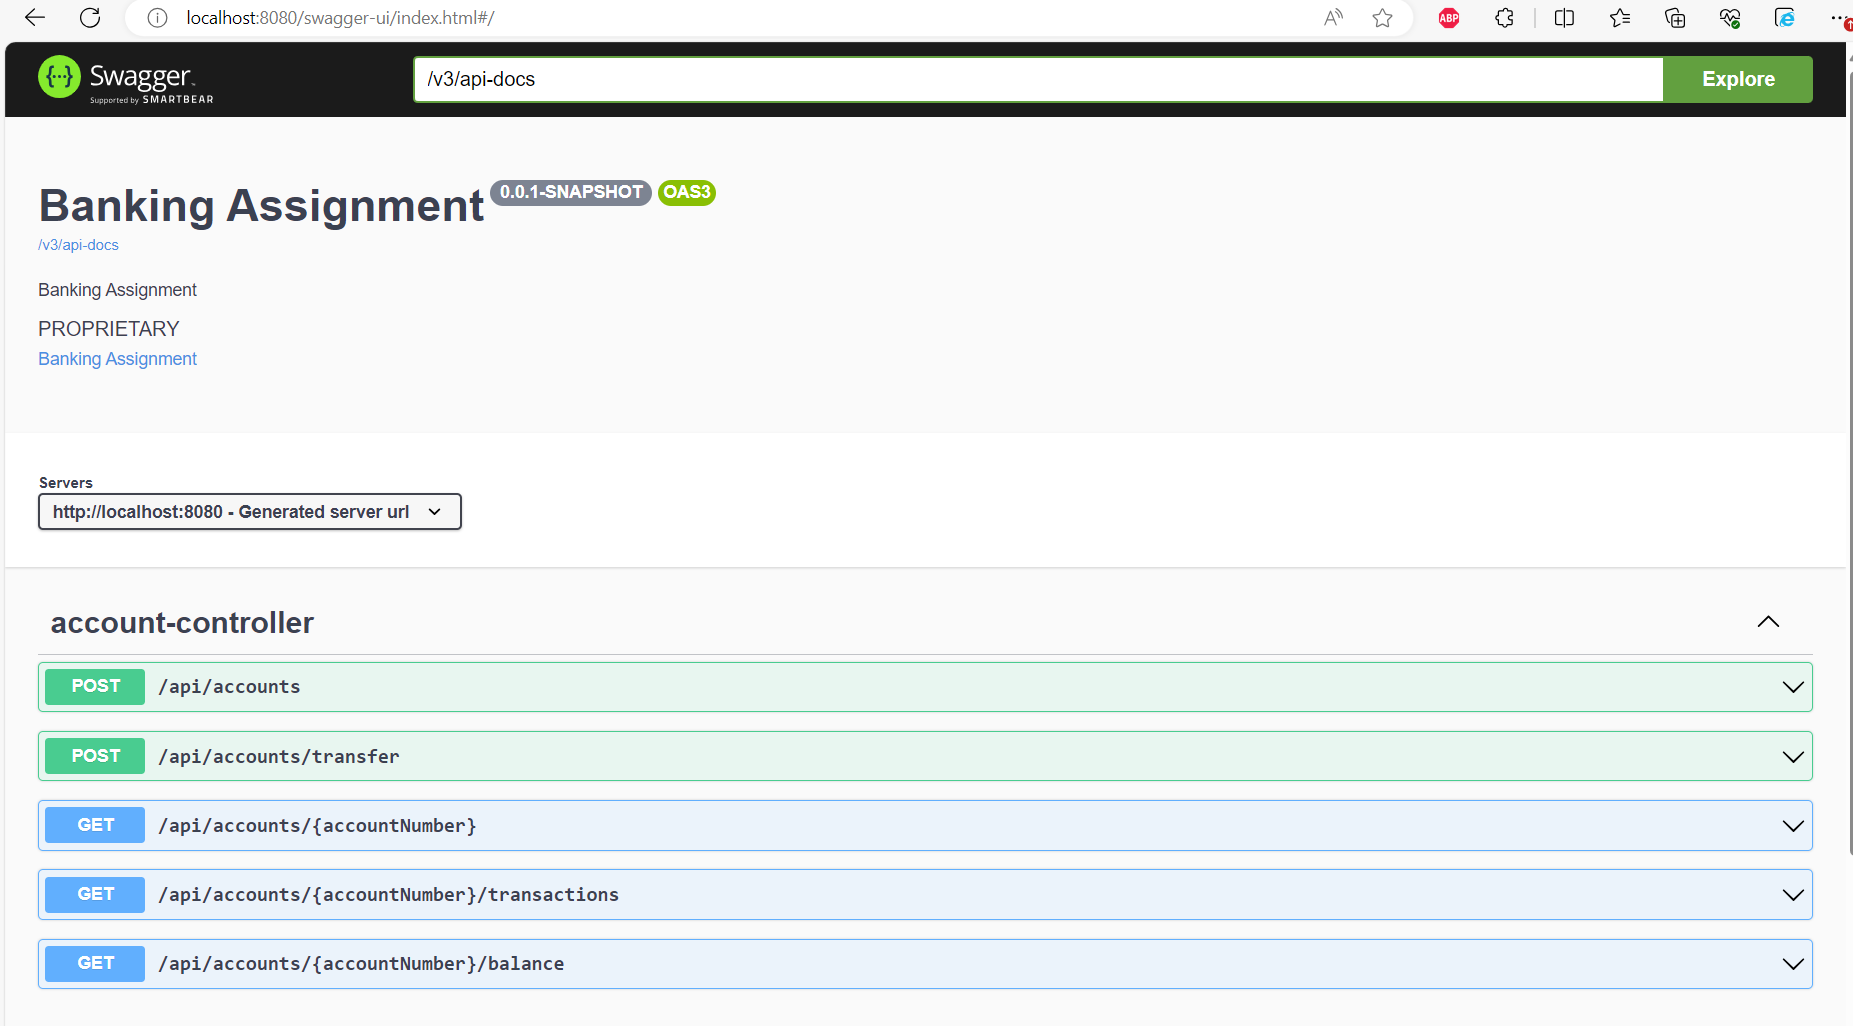 localhost:8080/swagger-ui/index.html#/
A
ABP
{···} Swagger
Supported by SMARTBEAR
/v3/api-docs
Explore
Banking Assignment 0.0.1-SNAPSHOT OAS3
/v3/api-docs
Banking Assignment
PROPRIETARY
Banking Assignment
Servers
http://localhost:8080 - Generated server url
account-controller
POST /api/accounts
POST /api/accounts/transfer
GET /api/accounts/{accountNumber}
GET /api/accounts/{accountNumber}/transactions
GET /api/accounts/{accountNumber}/balance